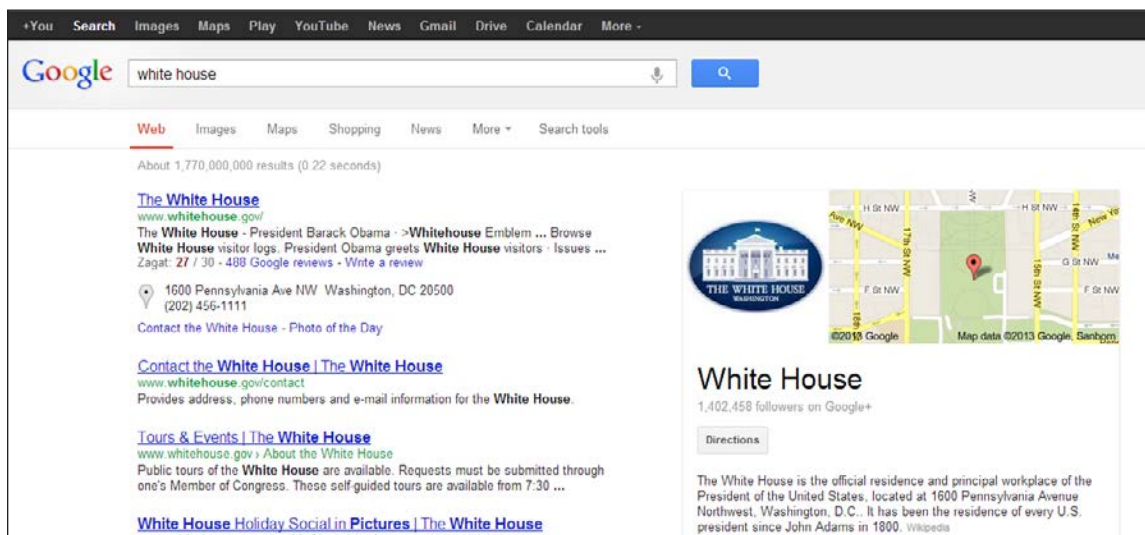 +You Search Images Maps Play YouTube News Gmail Drive Calendar More
Google white house
Web Images Maps Shopping News More Search tools
About 1,770,000,000 results (0.22 seconds)
The White House
www.whitehouse.gov/
The White House - President Barack Obama · >Whitehouse Emblem ... Browse
White House visitor logs. President Obama greets White House visitors · Issues ...
Zagat: 27 / 30 - 488 Google reviews - Write a review
1600 Pennsylvania Ave NW Washington, DC 20500
(202) 456-1111
Contact the White House - Photo of the Day
Contact the White House | The White House
www.whitehouse.gov/contact
Provides address, phone numbers and e-mail information for the White House.
Tours & Events | The White House
www.whitehouse.gov › About the White House
Public tours of the White House are available. Requests must be submitted through
one's Member of Congress. These self-guided tours are available from 7:30 ...
White House Holiday Social in Pictures | The White House
THE WHITE HOUSE
WASHINGTON
H St NW
H St NW
Ave NW
17th St NW
15th St NW
14th St NW
New Yo
G St NW
Me
F St NW
F St NW
18th St
©2013 Google
Map data ©2013 Google, Sanborn
White House
1,402,458 followers on Google+
Directions
The White House is the official residence and principal workplace of the
President of the United States, located at 1600 Pennsylvania Avenue
Northwest, Washington, D.C.. It has been the residence of every U.S.
president since John Adams in 1800. Wikipedia